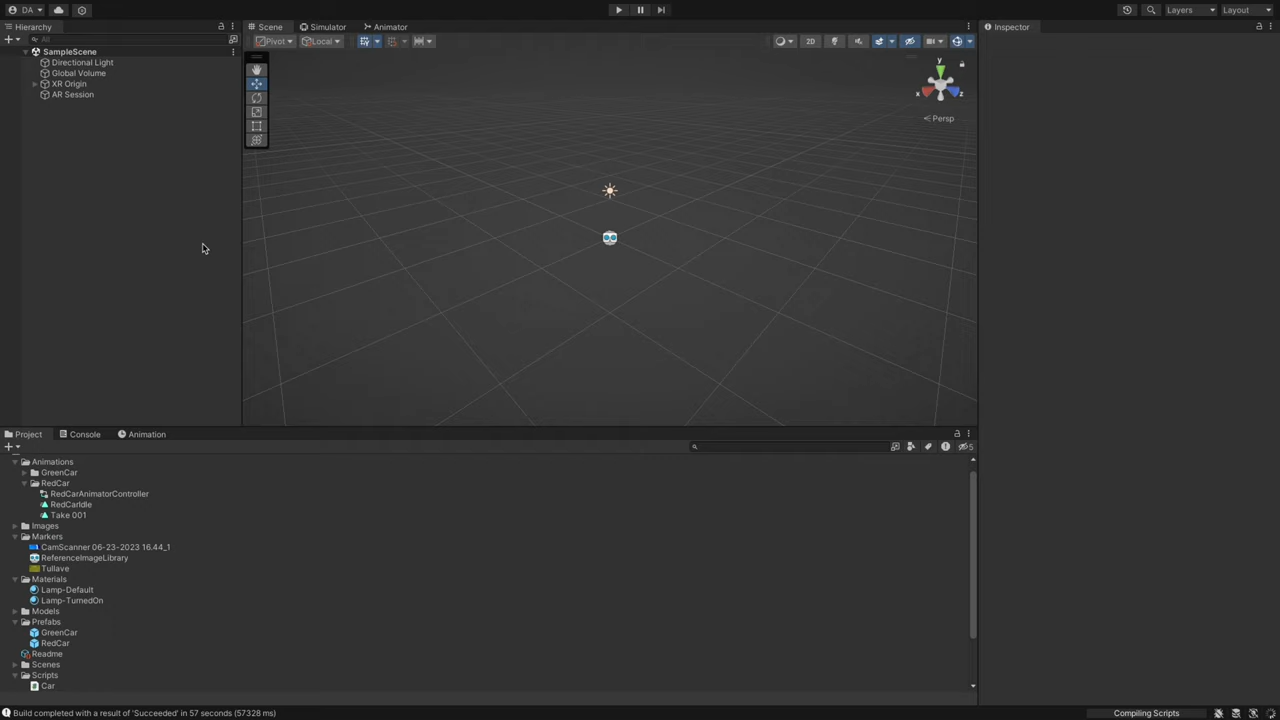 DA
Layers
Layout
Hierarchy
Scene
Simulator
Animator
Inspector
All
Pivot
Local
2D
SampleScene
Directional Light
Global Volume
XR Origin
AR Session
y
x
z
Persp
Project
Console
Animation
5
Animations
GreenCar
RedCar
RedCarAnimatorController
RedCarIdle
Take 001
Images
Markers
CamScanner 06-23-2023 16.44_1
ReferenceImageLibrary
Tullave
Materials
Lamp-Default
Lamp-TurnedOn
Models
Prefabs
GreenCar
RedCar
Readme
Scenes
Scripts
Car
Build completed with a result of 'Succeeded' in 57 seconds (57328 ms)
Compiling Scripts